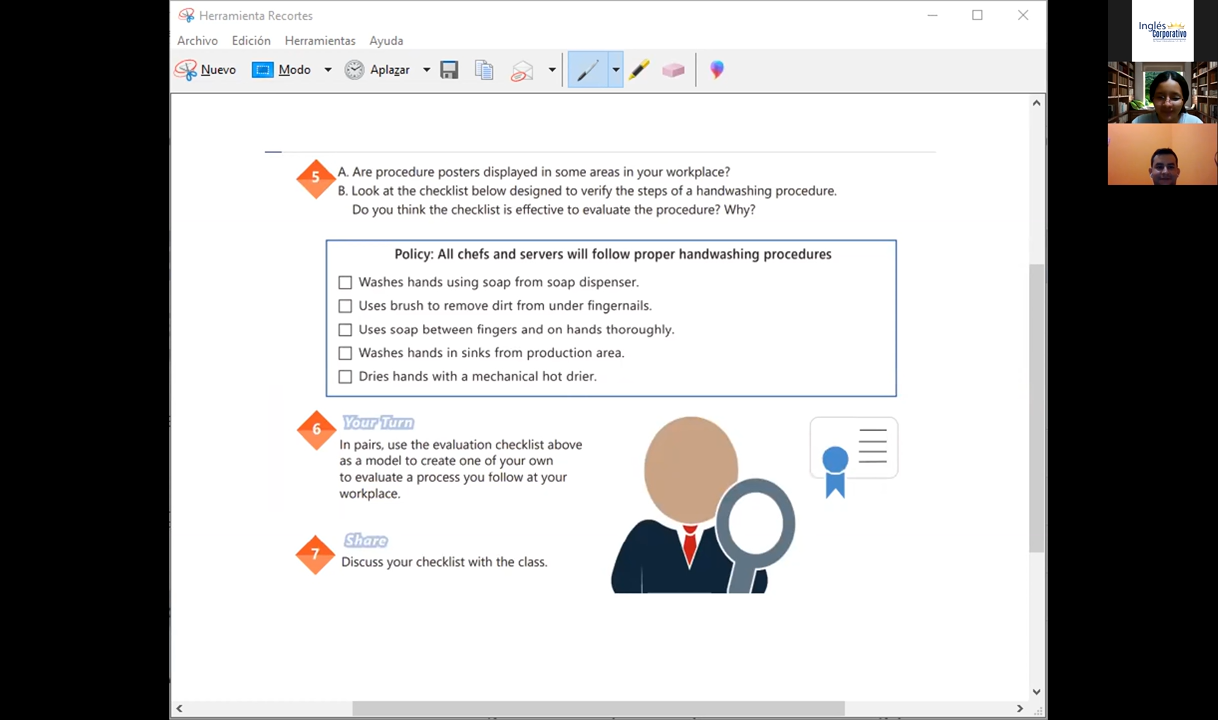 Herramienta Recortes
Archivo Edición Herramientas Ayuda
Nuevo Modo Aplazar
Inglés
Corporativo
5
A. Are procedure posters displayed in some areas in your workplace?
B. Look at the checklist below designed to verify the steps of a handwashing procedure.
Do you think the checklist is effective to evaluate the procedure? Why?
Policy: All chefs and servers will follow proper handwashing procedures
Washes hands using soap from soap dispenser.
Uses brush to remove dirt from under fingernails.
Uses soap between fingers and on hands thoroughly.
Washes hands in sinks from production area.
Dries hands with a mechanical hot drier.
6
Your Turn
In pairs, use the evaluation checklist above
as a model to create one of your own
to evaluate a process you follow at your
workplace.
7
Share
Discuss your checklist with the class.